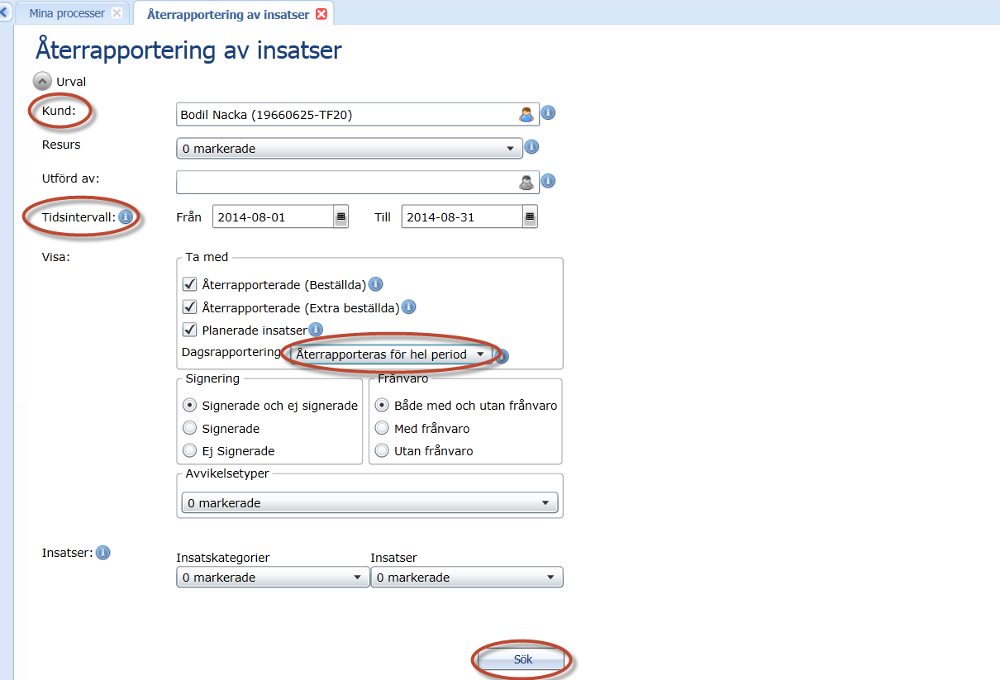 Mina processer
Återrapportering av insatser
Återrapportering av insatser
Urval
Kund:
Bodil Nacka (19660625-TF20)
Resurs
0 markerade
Utförd av:
Tidsintervall:
Från 2014-08-01 Till 2014-08-31
Visa:
Ta med
Återrapporterade (Beställda)
Återrapporterade (Extra beställda)
Planerade insatser
Dagsrapportering Återrapporteras för hel period
Signering
Signerade och ej signerade
Signerade
Ej Signerade
Frånvaro
Både med och utan frånvaro
Med frånvaro
Utan frånvaro
Avvikelsetyper
0 markerade
Insatser:
Insatskategorier Insatser
0 markerade 0 markerade
Sök